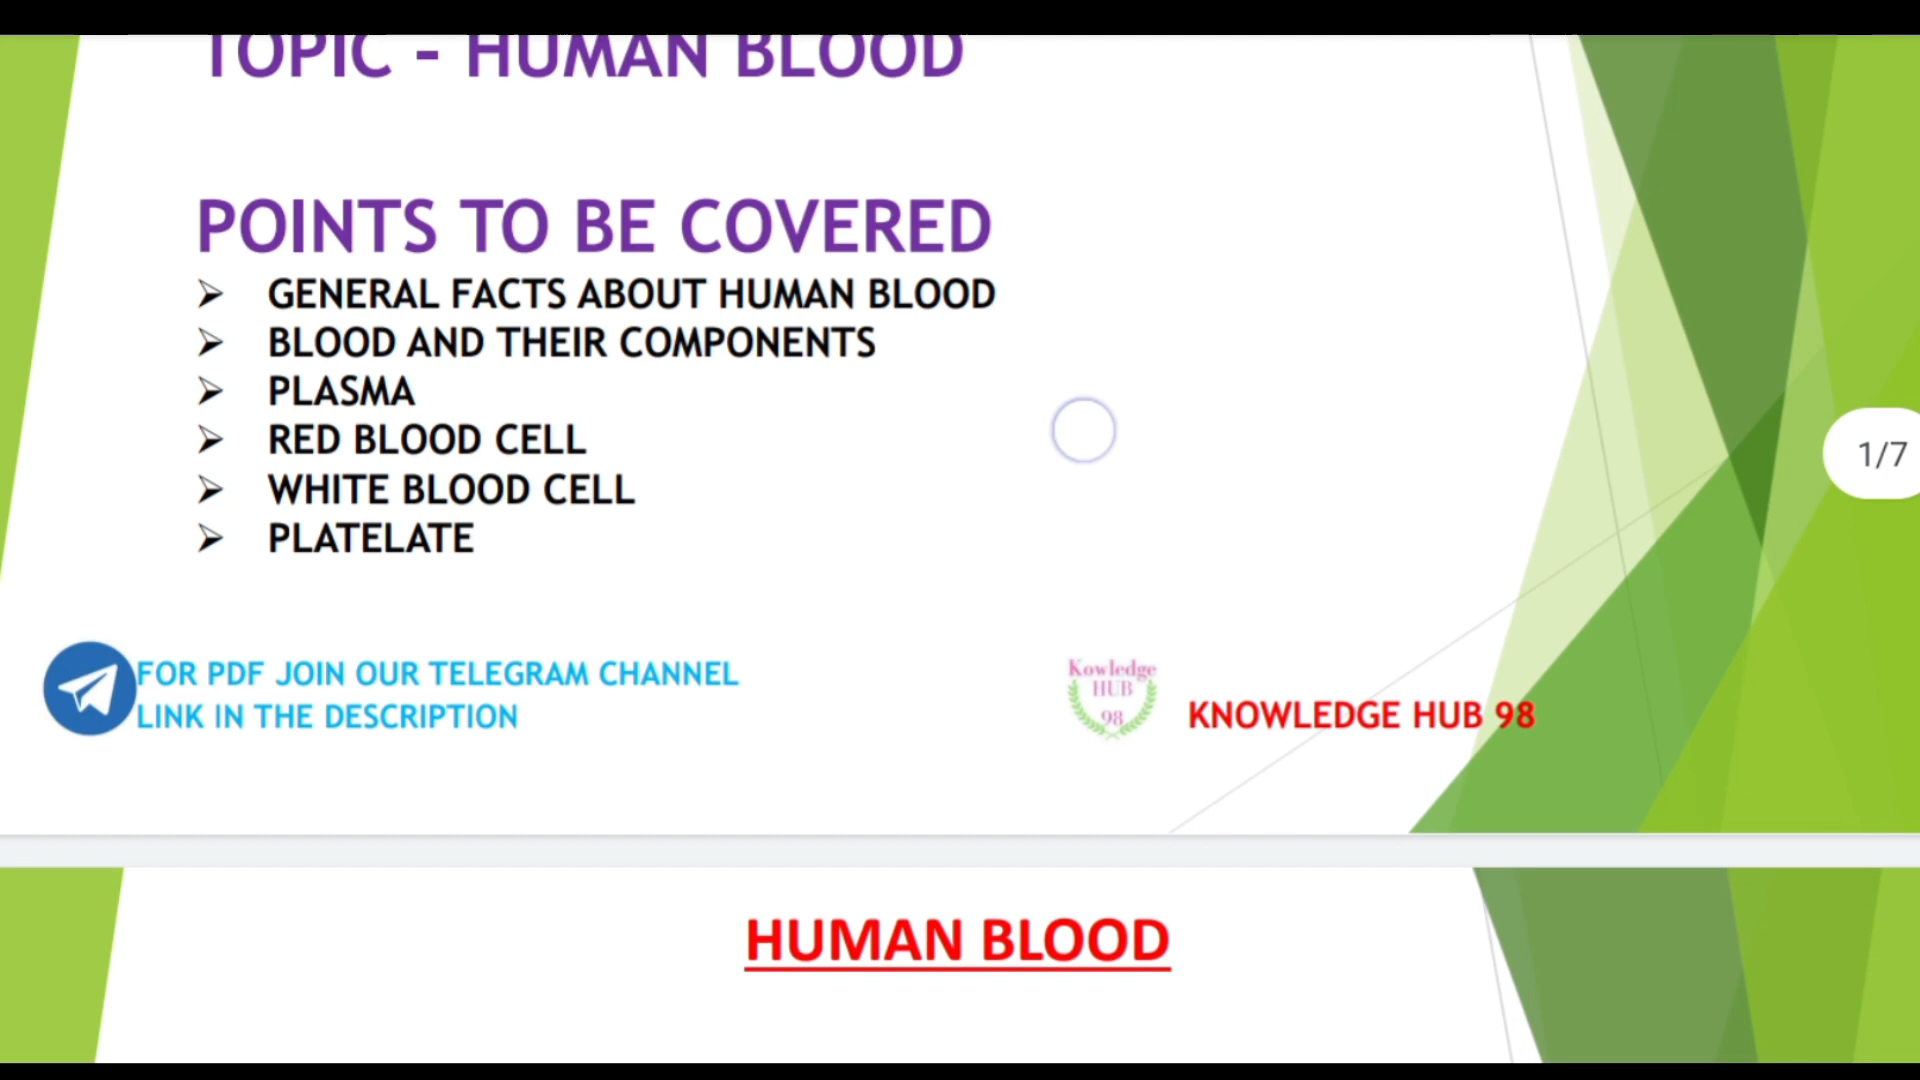 TOPIC - HUMAN BLOOD
POINTS TO BE COVERED
➢ GENERAL FACTS ABOUT HUMAN BLOOD
➢ BLOOD AND THEIR COMPONENTS
➢ PLASMA
➢ RED BLOOD CELL
➢ WHITE BLOOD CELL
➢ PLATELATE
1/7
FOR PDF JOIN OUR TELEGRAM CHANNEL
LINK IN THE DESCRIPTION
Kowledge
HUB
98
KNOWLEDGE HUB 98
HUMAN BLOOD